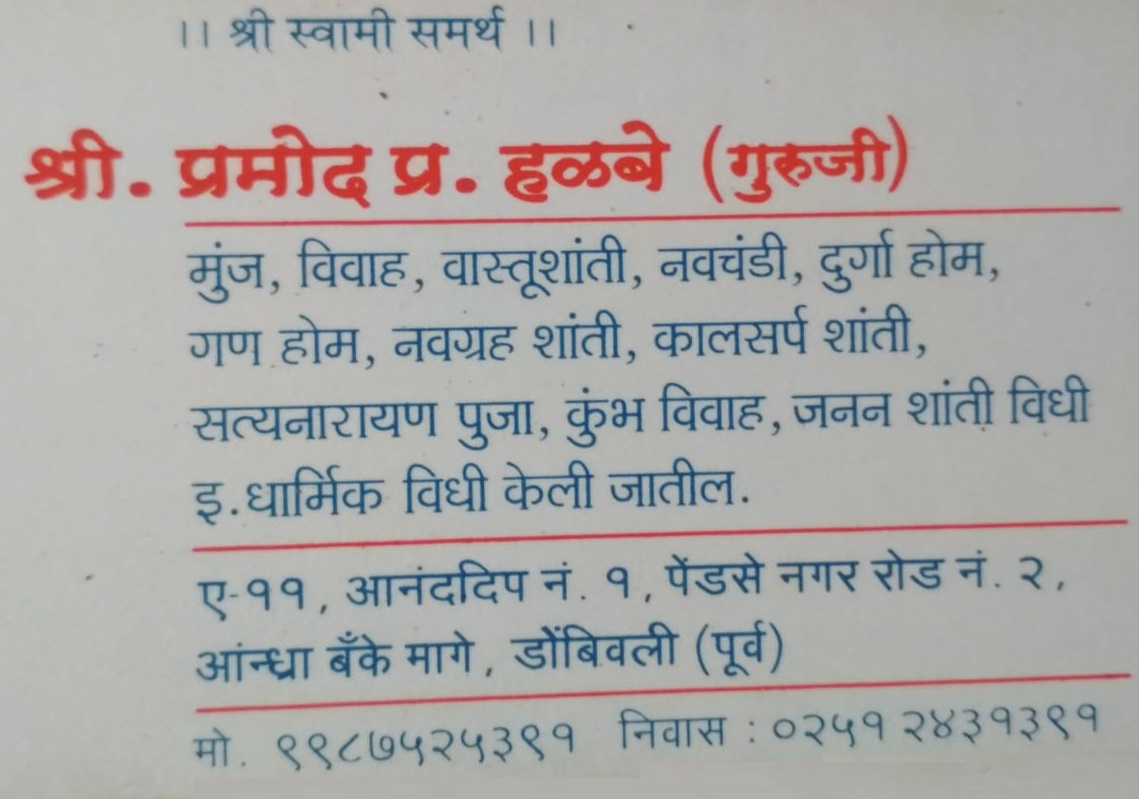 ।। श्री स्वामी समर्थ ।।
श्री. प्रमोद प्र. हळबे (गुरुजी)
मुंज, विवाह, वास्तूशांती, नवचंडी, दुर्गा होम,
गण होम, नवग्रह शांती, कालसर्प शांती,
सत्यनारायण पुजा, कुंभ विवाह, जनन शांती विधी
इ.धार्मिक विधी केली जातील.
ए-११, आनंददिप नं. १, पेंडसे नगर रोड नं. २,
आंन्ध्रा बँके मागे, डोंबिवली (पूर्व)
मो. ९९८७५२५३९१ निवास : ०२५१ २४३१३९१